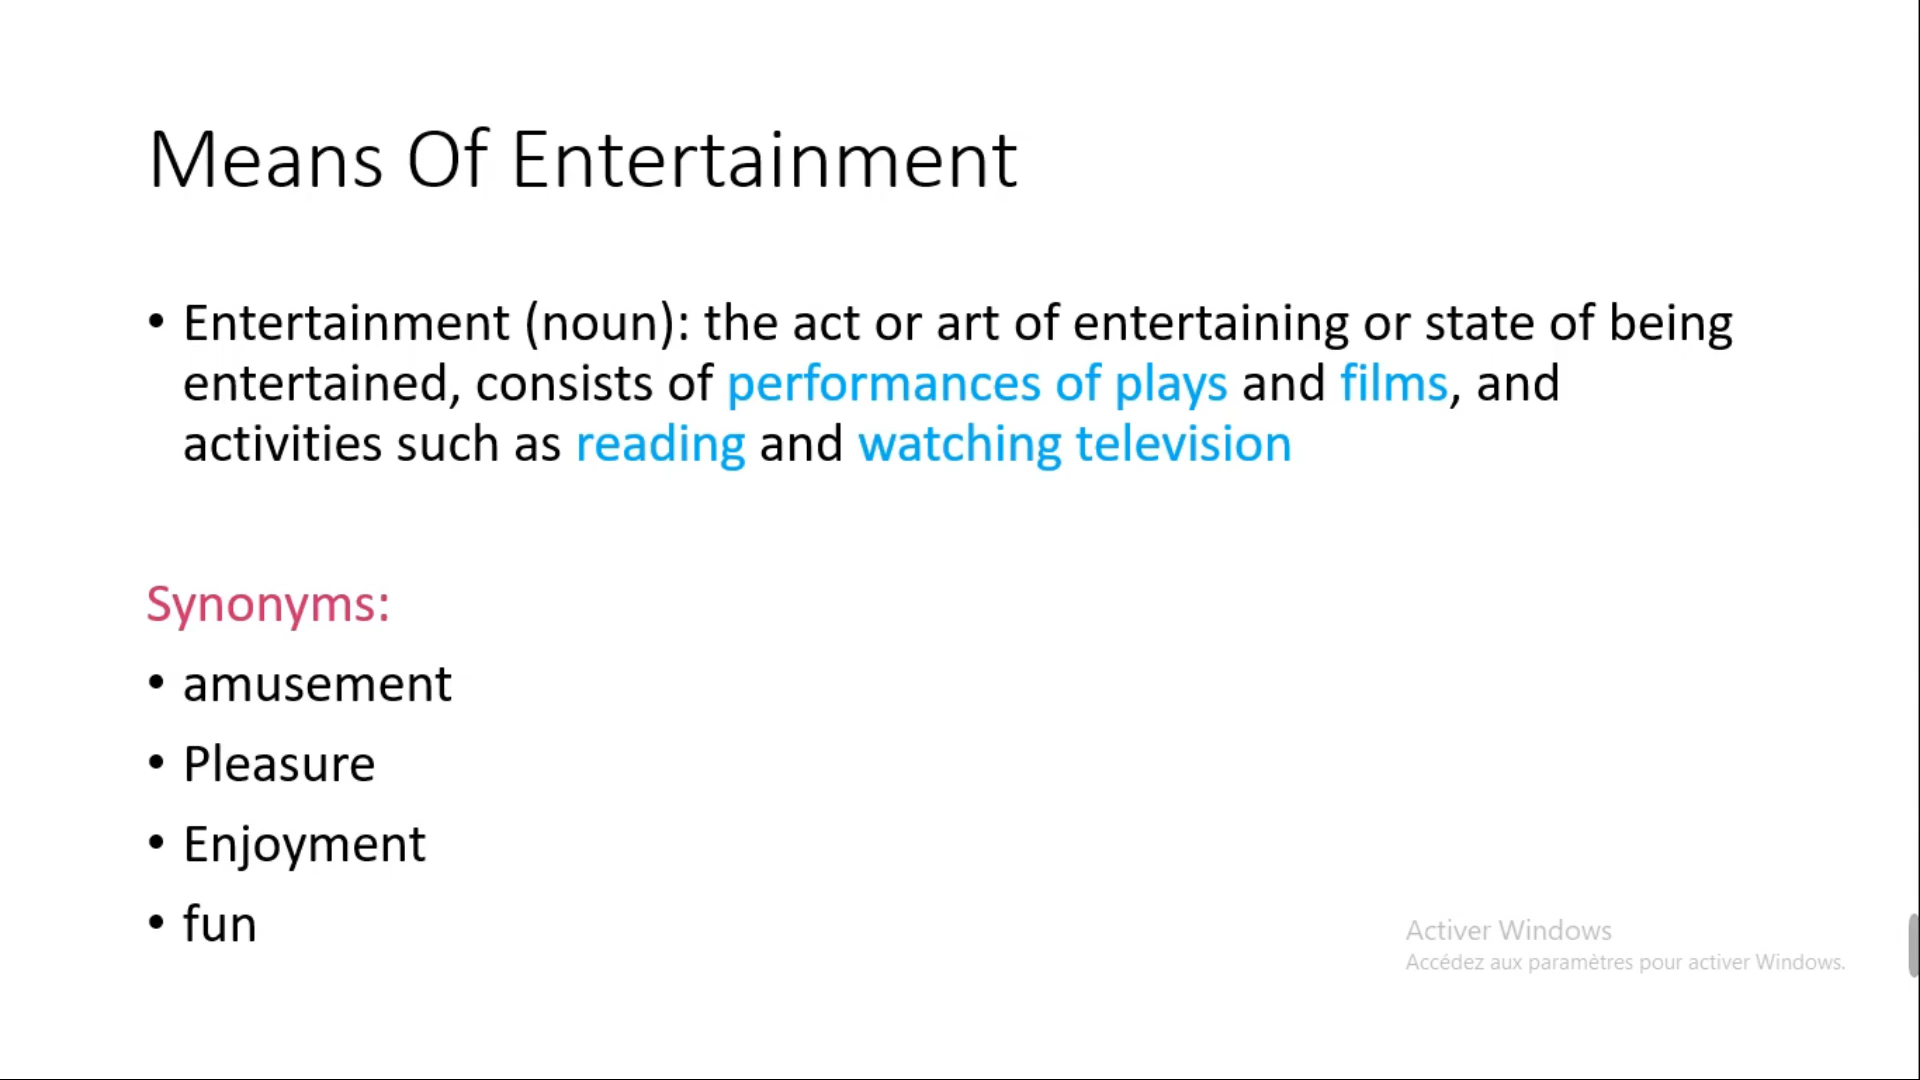 Means Of Entertainment
• Entertainment (noun): the act or art of entertaining or state of being
entertained, consists of performances of plays and films, and
activities such as reading and watching television
Synonyms:
• amusement
• Pleasure
• Enjoyment
• fun
Activer Windows
Accédez aux paramètres pour activer Windows.